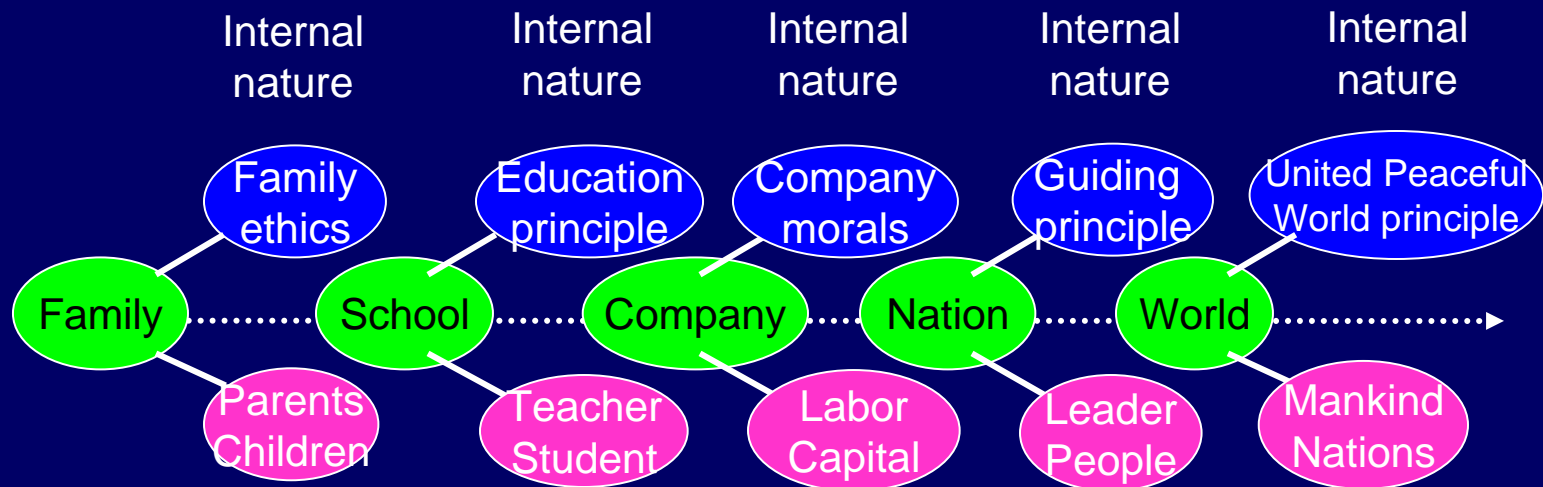 Internal
nature
Internal
nature
Internal
nature
Internal
nature
Internal
nature
Family
ethics
Education
principle
Company
morals
Guiding
principle
United Peaceful
World principle
Family
School
Company
Nation
World
Parents
Children
Teacher
Student
Labor
Capital
Leader
People
Mankind
Nations